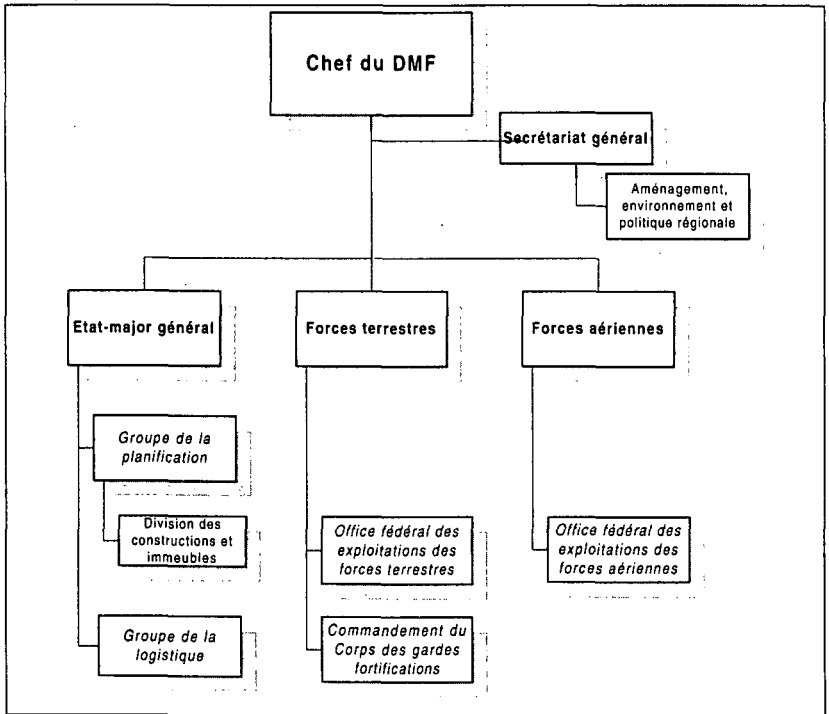 Chef du DMF
Secrétariat général
Aménagement,
environnement et
politique régionale
Etat-major général
Forces terrestres
Forces aériennes
Groupe de la
planification
Division des
constructions et
immeubles
Office fédéral des
exploitations des
forces terrestres
Office fédéral des
exploitations des
forces aériennes
Groupe de la
logistique
Commandement du
Corps des gardes
fortifications